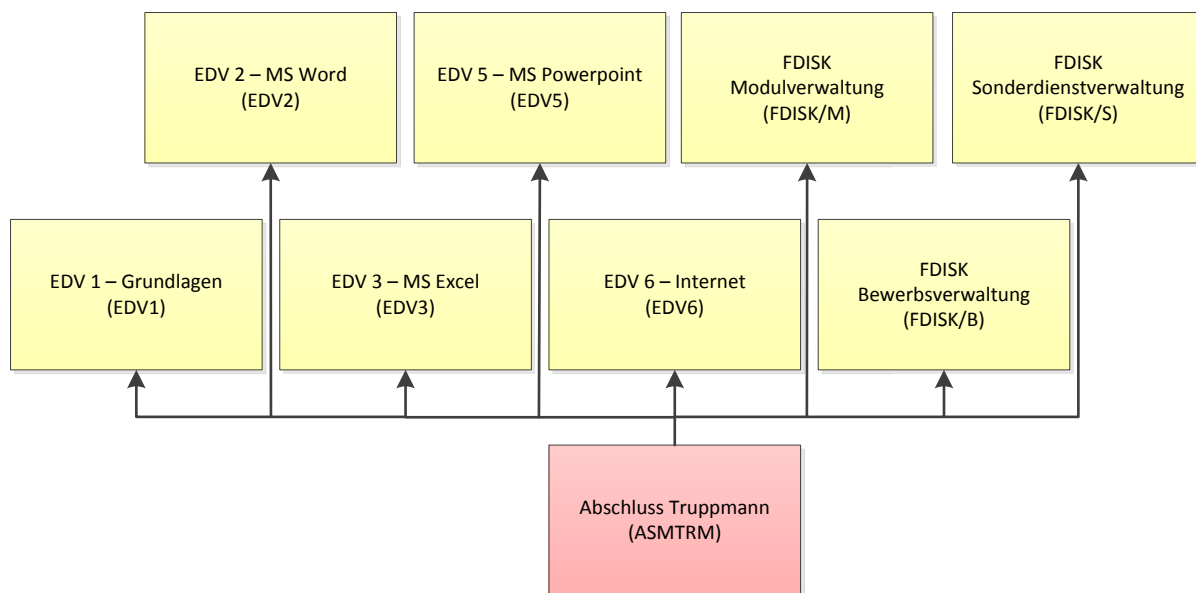 EDV 2 – MS Word
(EDV2)
EDV 5 – MS Powerpoint
(EDV5)
FDISK
Modulverwaltung
(FDISK/M)
FDISK
Sonderdienstverwaltung
(FDISK/S)
EDV 1 – Grundlagen
(EDV1)
EDV 3 – MS Excel
(EDV3)
EDV 6 – Internet
(EDV6)
FDISK
Bewerbsverwaltung
(FDISK/B)
Abschluss Truppmann
(ASMTRM)